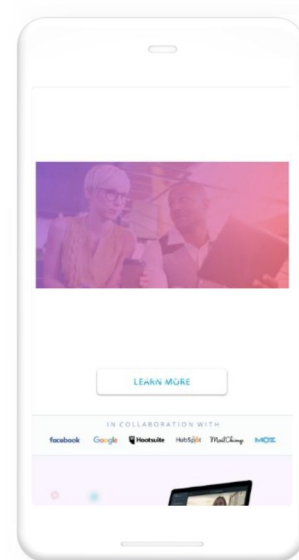 LEARN MORE
IN COLLABORATION WITH
facebook Google Hootsuite HubSpot MailChimp MOZ